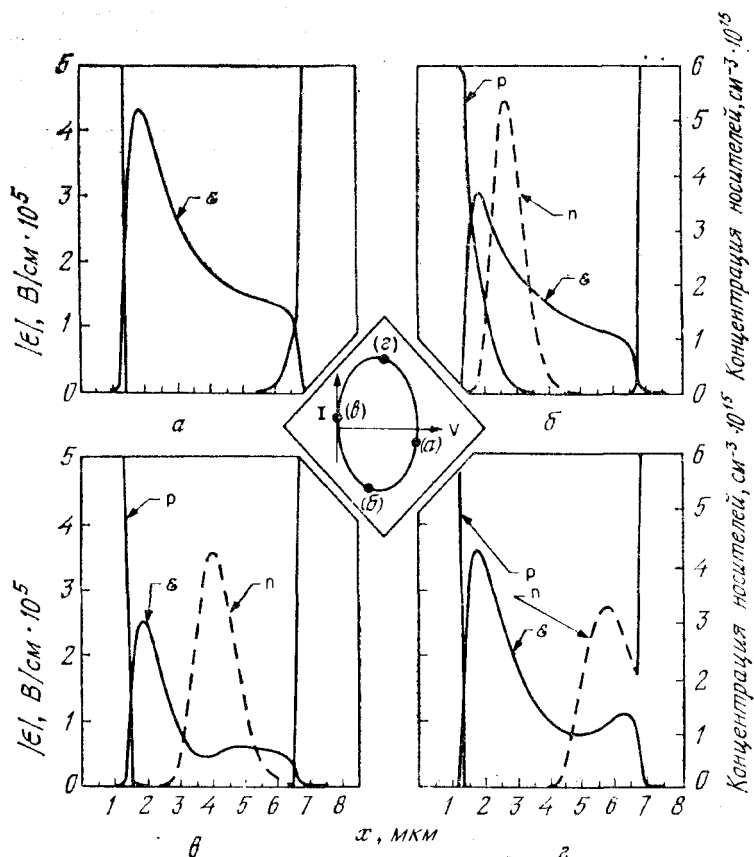 |ε|, В/см · 10⁵
5
4
3
2
1
0
ε
а
p
n
ε
6
5
4
3
2
1
0
Концентрация носителей, см⁻³ · 10¹⁵
б
I
V
(а)
(б)
(в)
(г)
|ε|, В/см · 10⁵
5
4
3
2
1
0
p
ε
n
1 2 3 4 5 6 7 8
в
x, мкм
p
n
ε
6
5
4
3
2
1
0
1 2 3 4 5 6 7 8
Концентрация носителей, см⁻³ · 10¹⁵
г